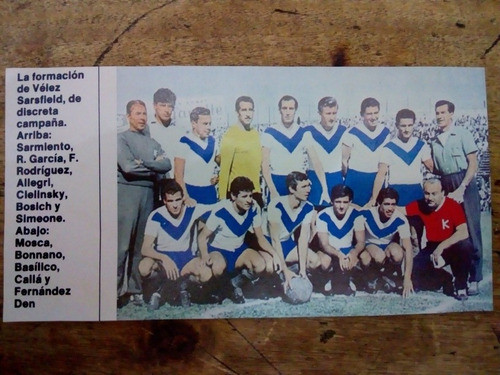 La formación
de Vélez
Sarsfield, de
discreta
campaña.
Arriba:
Sarmiento,
R. García, F.
Rodríguez,
Allegri,
Cielinsky,
Bosich y
Simeone.
Abajo:
Mosca,
Bonnano,
Basílico,
Callá y
Fernández
Den
K